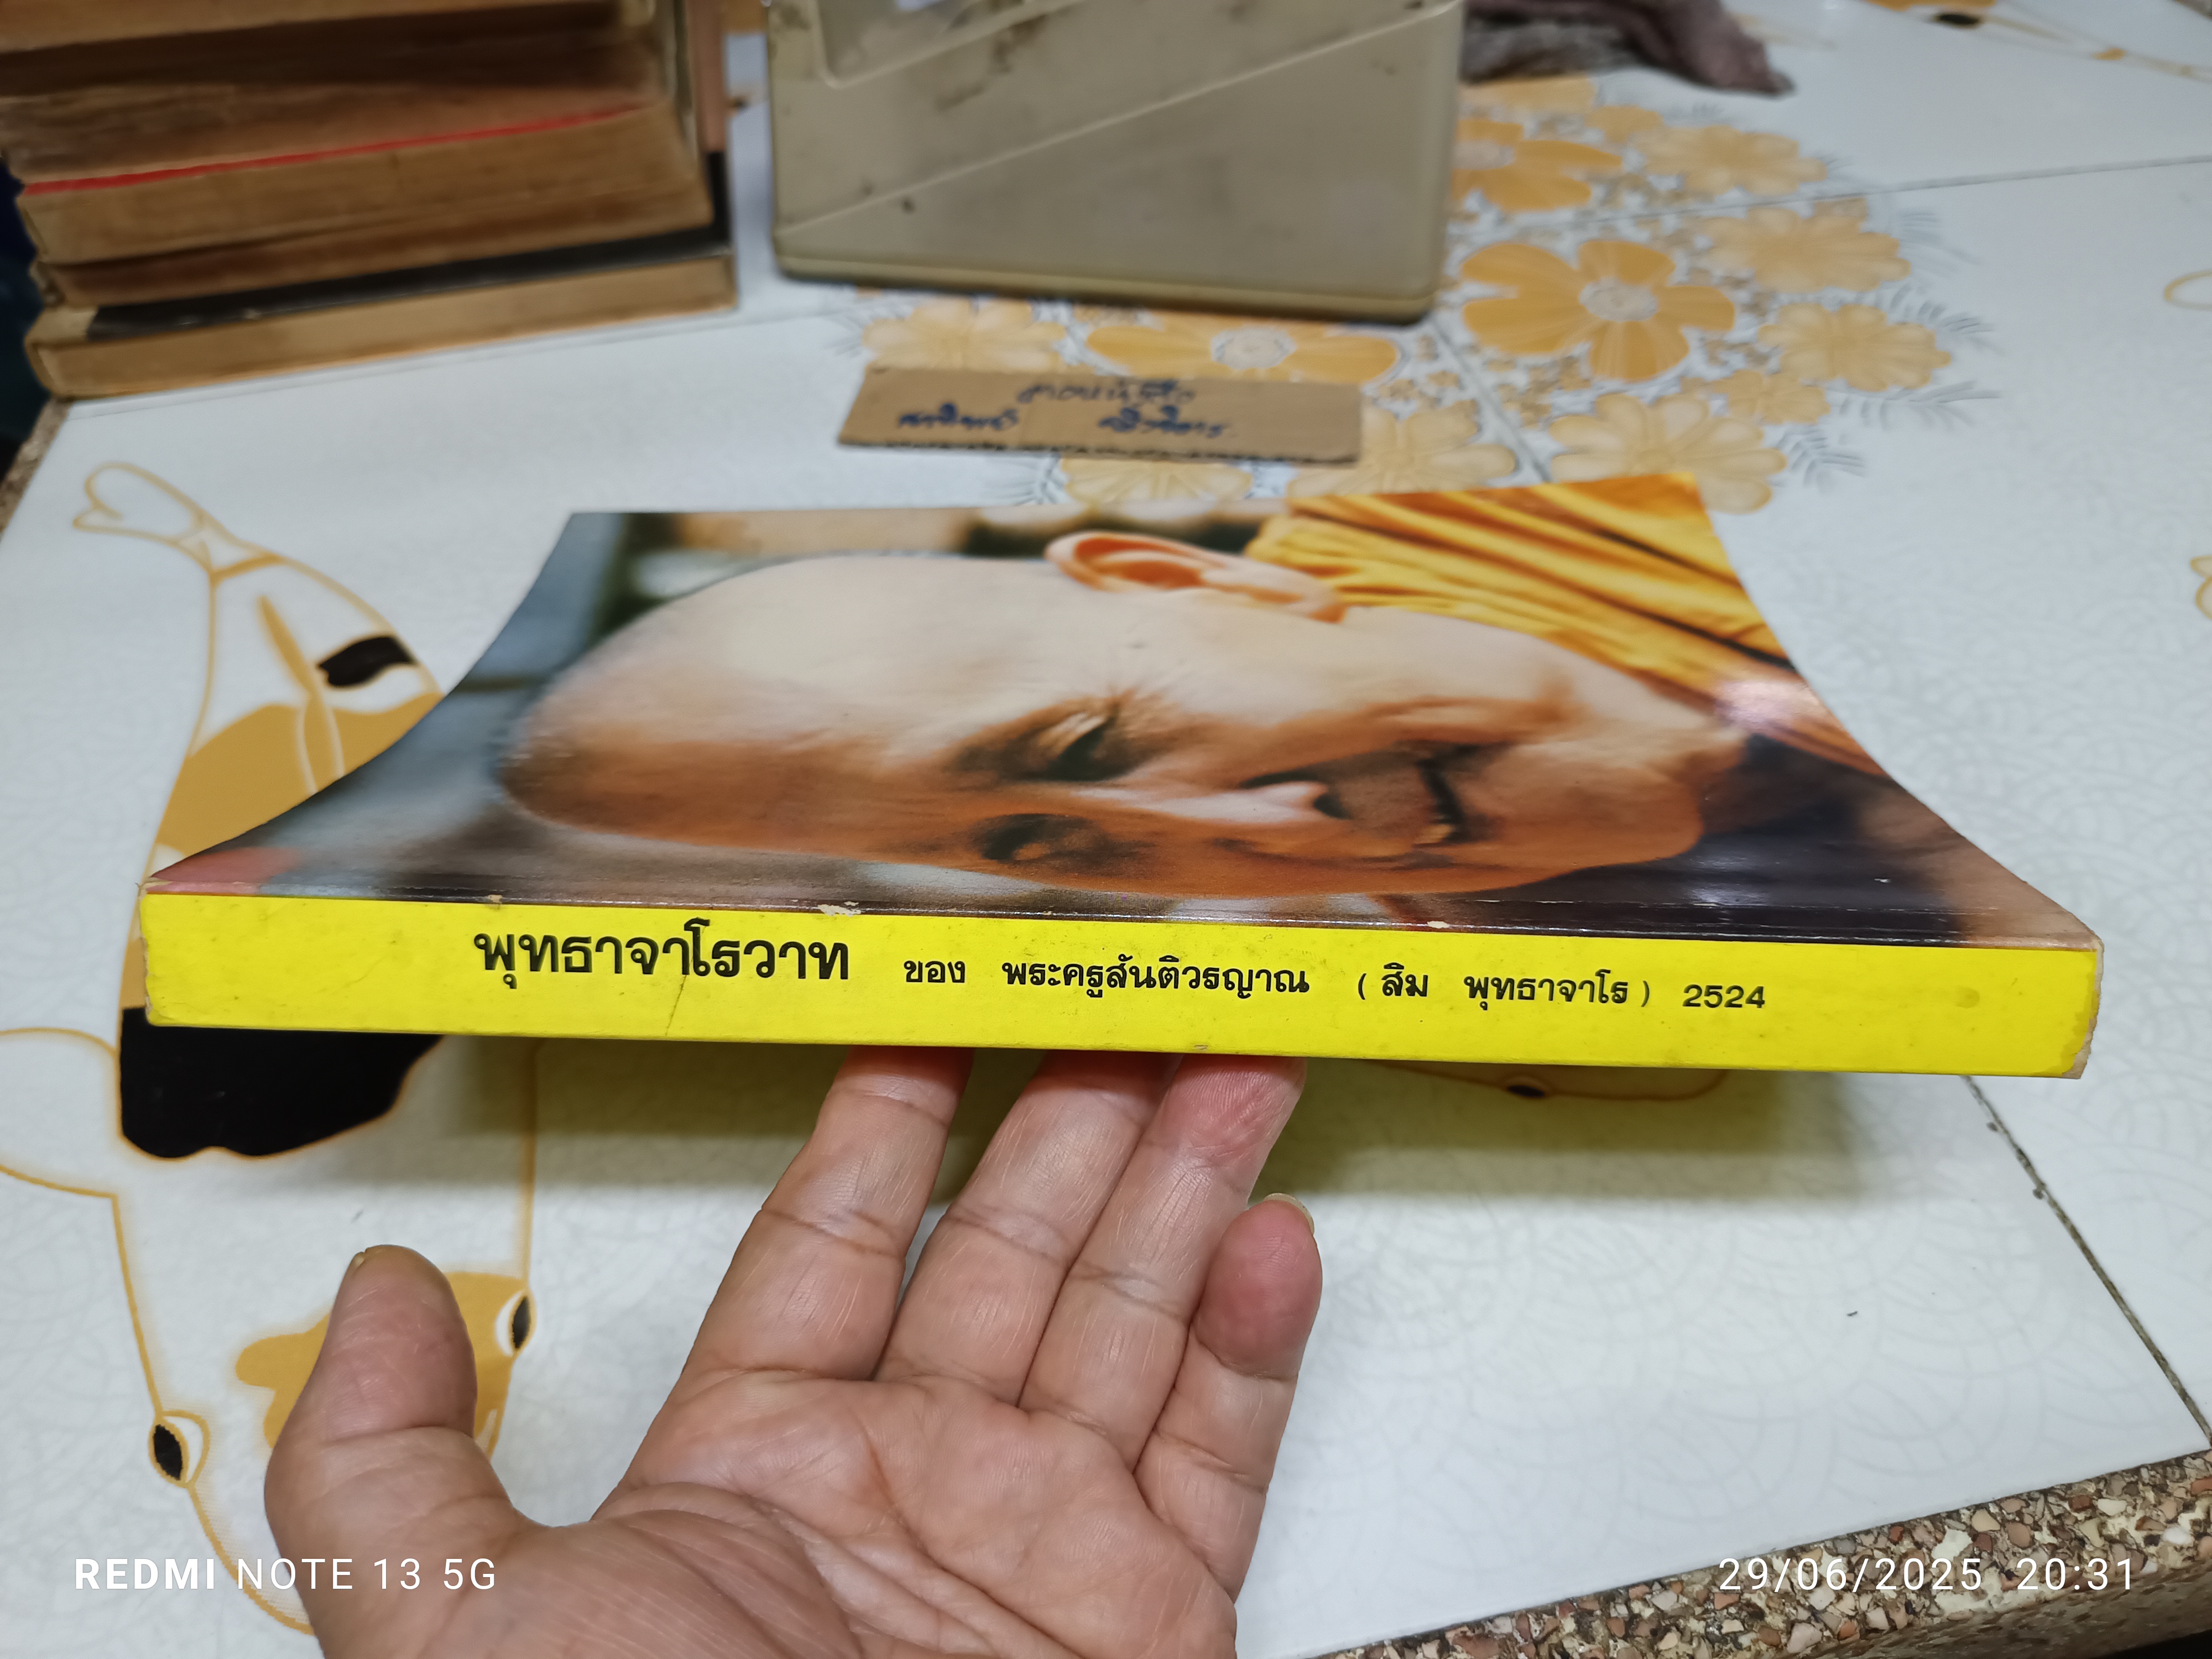 พุทธาจาโรวาท ของ พระครูสันติวรญาณ ( สิม พุทธาจาโร ) 2524
REDMI NOTE 13 5G
29/06/2025 20:31